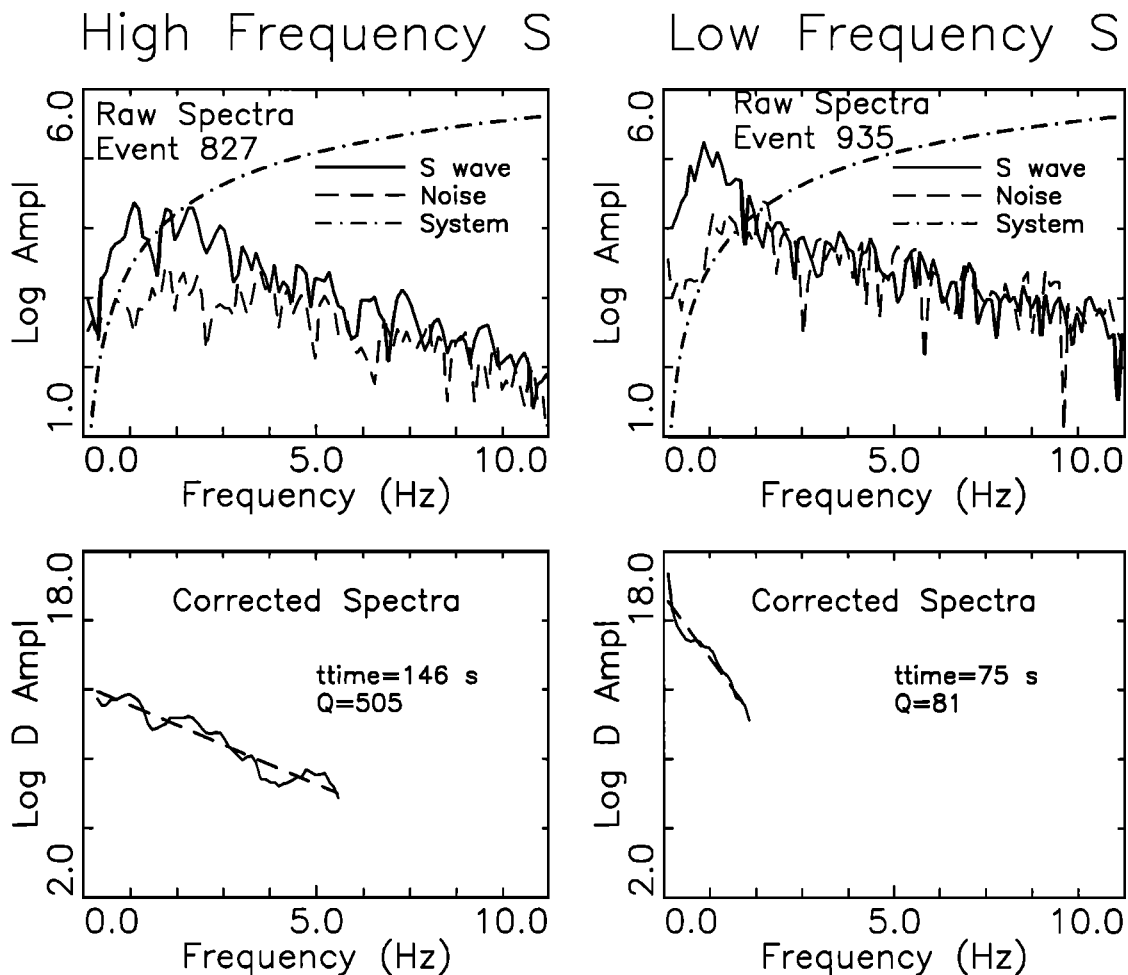 High Frequency S
Low Frequency S
6.0
Raw Spectra
Event 827
S wave
Noise
System
Log Ampl
1.0
0.0 5.0 10.0
Frequency (Hz)
6.0
Raw Spectra
Event 935
S wave
Noise
System
Log Ampl
1.0
0.0 5.0 10.0
Frequency (Hz)
18.0
Corrected Spectra
ttime=146 s
Q=505
Log D Ampl
2.0
0.0 5.0 10.0
Frequency (Hz)
18.0
Corrected Spectra
ttime=75 s
Q=81
Log D Ampl
2.0
0.0 5.0 10.0
Frequency (Hz)